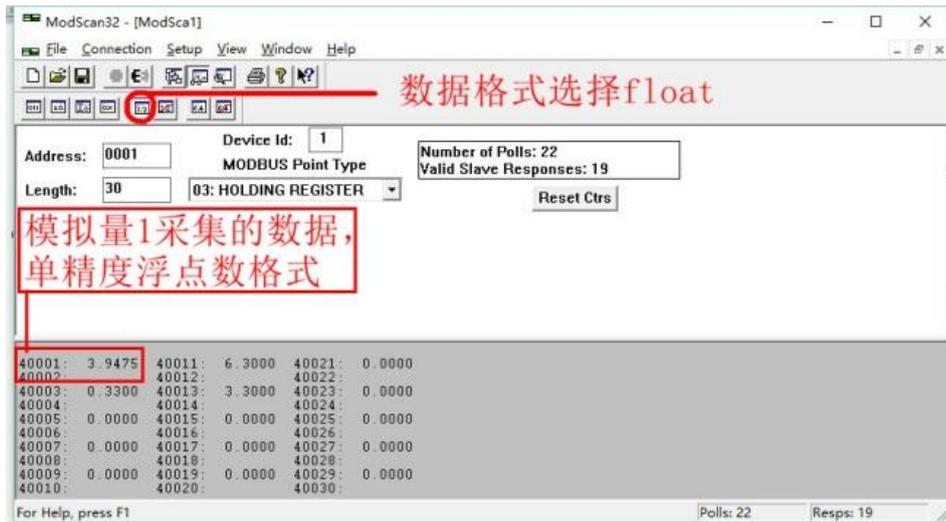 ModScan32 - [ModSca1]
File Connection Setup View Window Help
数据格式选择float
Address: 0001
Device Id: 1
MODBUS Point Type
Number of Polls: 22
Valid Slave Responses: 19
Length: 30
03: HOLDING REGISTER
Reset Ctrs
模拟量1采集的数据，
单精度浮点数格式
40001: 3.9475 40011: 6.3000 40021: 0.0000
40002: 40012: 40022:
40003: 0.3300 40013: 3.3000 40023: 0.0000
40004: 40014: 40024:
40005: 0.0000 40015: 0.0000 40025: 0.0000
40006: 40016: 40026:
40007: 0.0000 40017: 0.0000 40027: 0.0000
40008: 40018: 40028:
40009: 0.0000 40019: 0.0000 40029: 0.0000
40010: 40020: 40030:
For Help, press F1 Polls: 22 Resps: 19